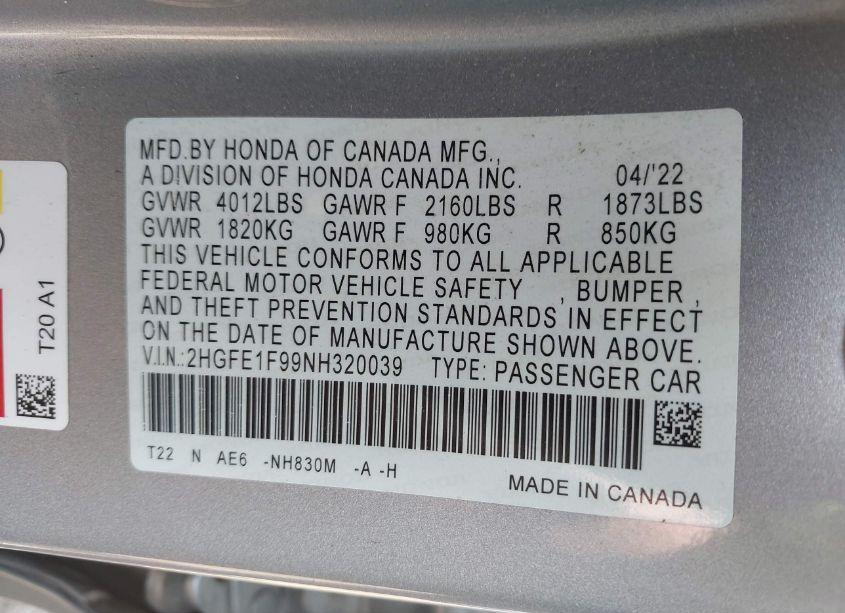 MFD.BY HONDA OF CANADA MFG.,
A DIVISION OF HONDA CANADA INC. 04/'22
GVWR 4012LBS GAWR F 2160LBS R 1873LBS
GVWR 1820KG GAWR F 980KG R 850KG
THIS VEHICLE CONFORMS TO ALL APPLICABLE
FEDERAL MOTOR VEHICLE SAFETY , BUMPER ,
AND THEFT PREVENTION STANDARDS IN EFFECT
ON THE DATE OF MANUFACTURE SHOWN ABOVE.
V.I.N.:2HGFE1F99NH320039 TYPE: PASSENGER CAR
T22 N AE6 -NH830M -A -H
MADE IN CANADA
T20 A1